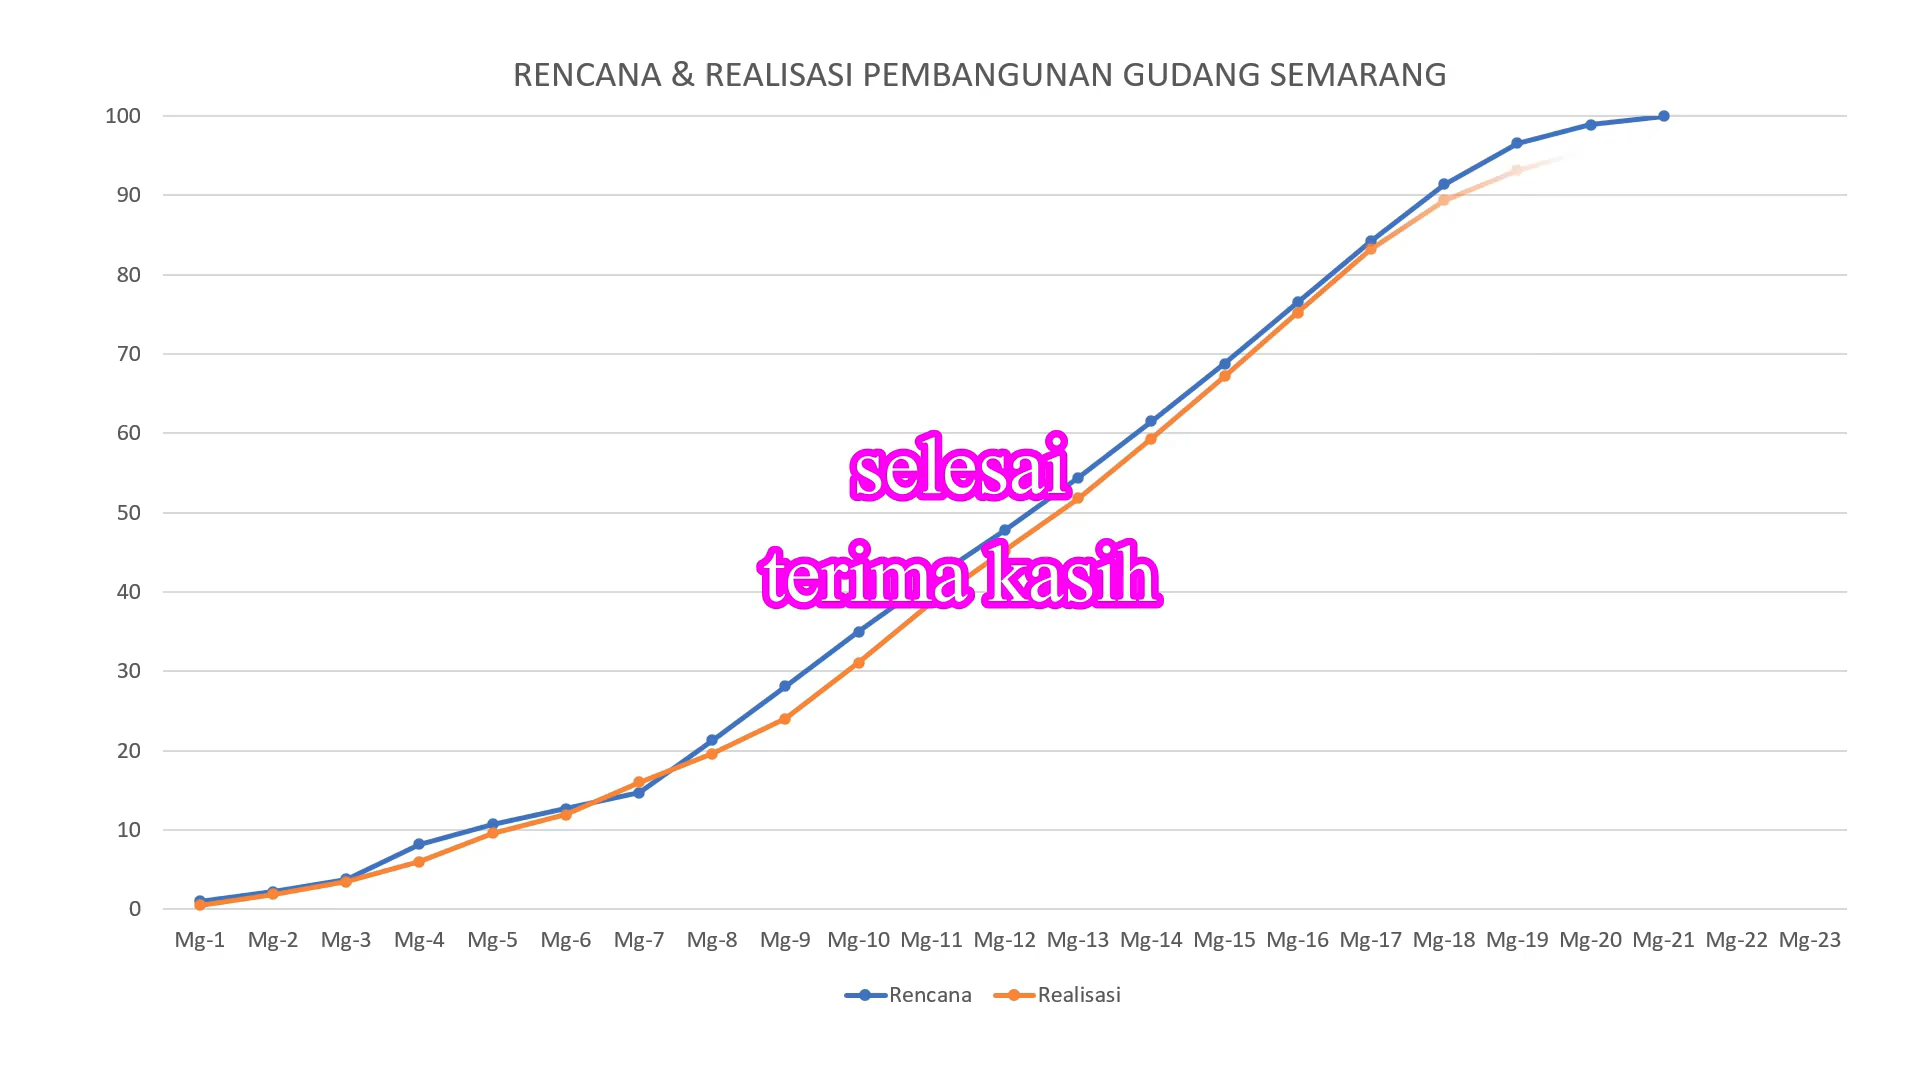 RENCANA & REALISASI PEMBANGUNAN GUDANG SEMARANG
100
90
80
70
60
50
40
30
20
10
0
selesai
terima kasih
Mg-1 Mg-2 Mg-3 Mg-4 Mg-5 Mg-6 Mg-7 Mg-8 Mg-9 Mg-10 Mg-11 Mg-12 Mg-13 Mg-14 Mg-15 Mg-16 Mg-17 Mg-18 Mg-19 Mg-20 Mg-21 Mg-22 Mg-23
Rencana Realisasi